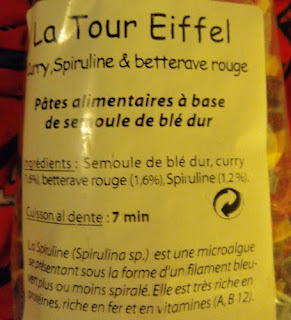 La Tour Eiffel
Curry, Spiruline & betterave rouge
Pâtes alimentaires à base
de semoule de blé dur
Ingrédients : Semoule de blé dur, curry
betterave rouge (1,6%), Spiruline (1,2%).
Cuisson al dente : 7 min
La Spiruline (Spirulina sp.) est une microalgue
se présentant sous la forme d'un filament bleu-
vert plus ou moins spiralé. Elle est très riche en
protéines, riche en fer et en vitamines (A, B 12).